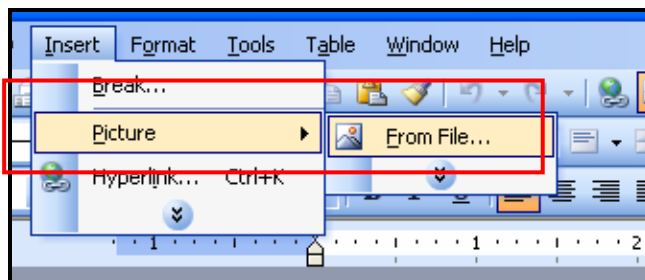 Insert Format Tools Table Window Help
Break...
Picture From File...
Hyperlink... Ctrl+K
B I U
1 1 2